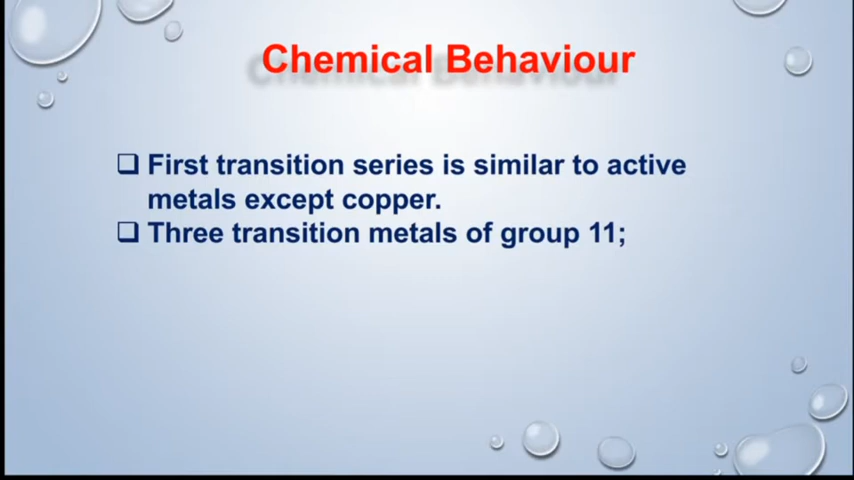 Chemical Behaviour
❑ First transition series is similar to active
metals except copper.
❑ Three transition metals of group 11;